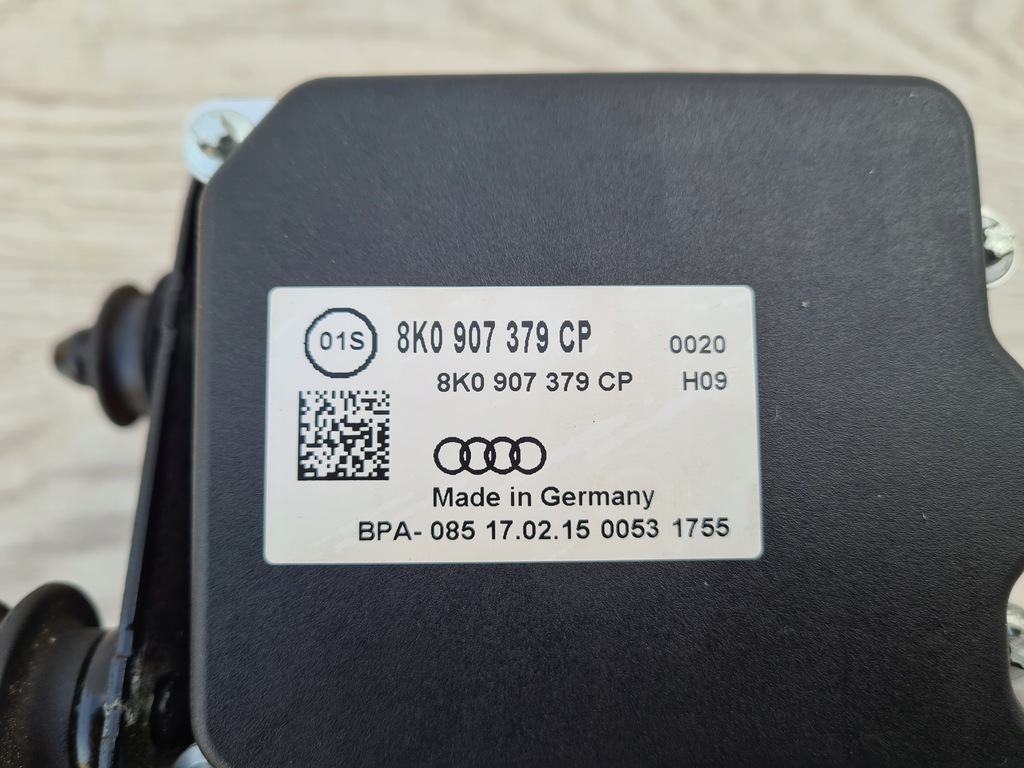 01S 8K0 907 379 CP 0020
8K0 907 379 CP H09
Made in Germany
BPA- 085 17.02.15 0053 1755